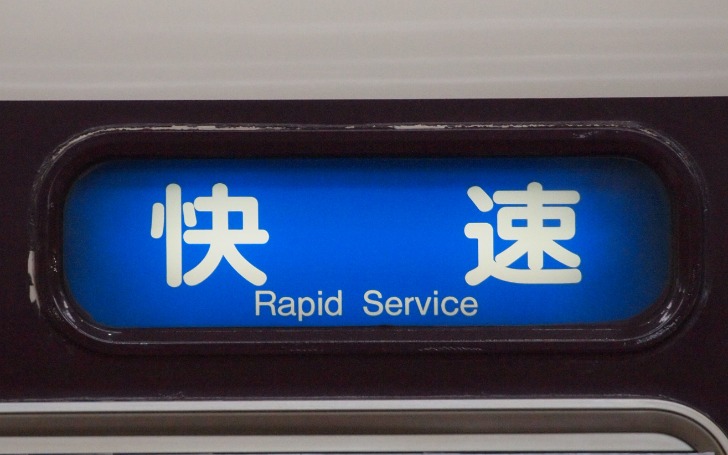 快速
Rapid Service